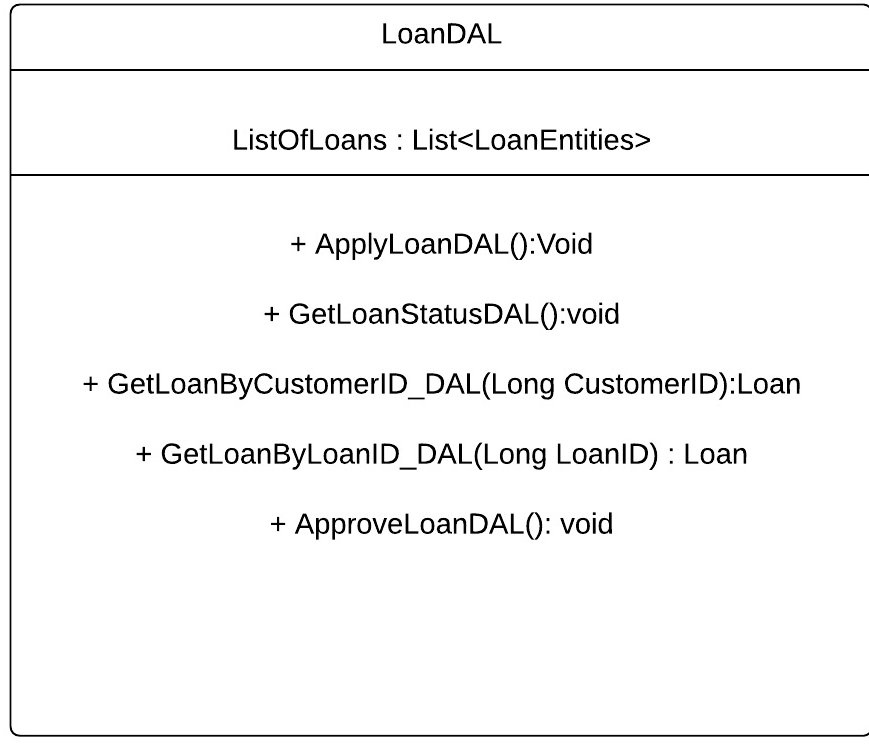 LoanDAL
ListOfLoans : List<LoanEntities>
+ ApplyLoanDAL():Void
+ GetLoanStatusDAL():void
+ GetLoanByCustomerID_DAL(Long CustomerID):Loan
+ GetLoanByLoanID_DAL(Long LoanID) : Loan
+ ApproveLoanDAL(): void